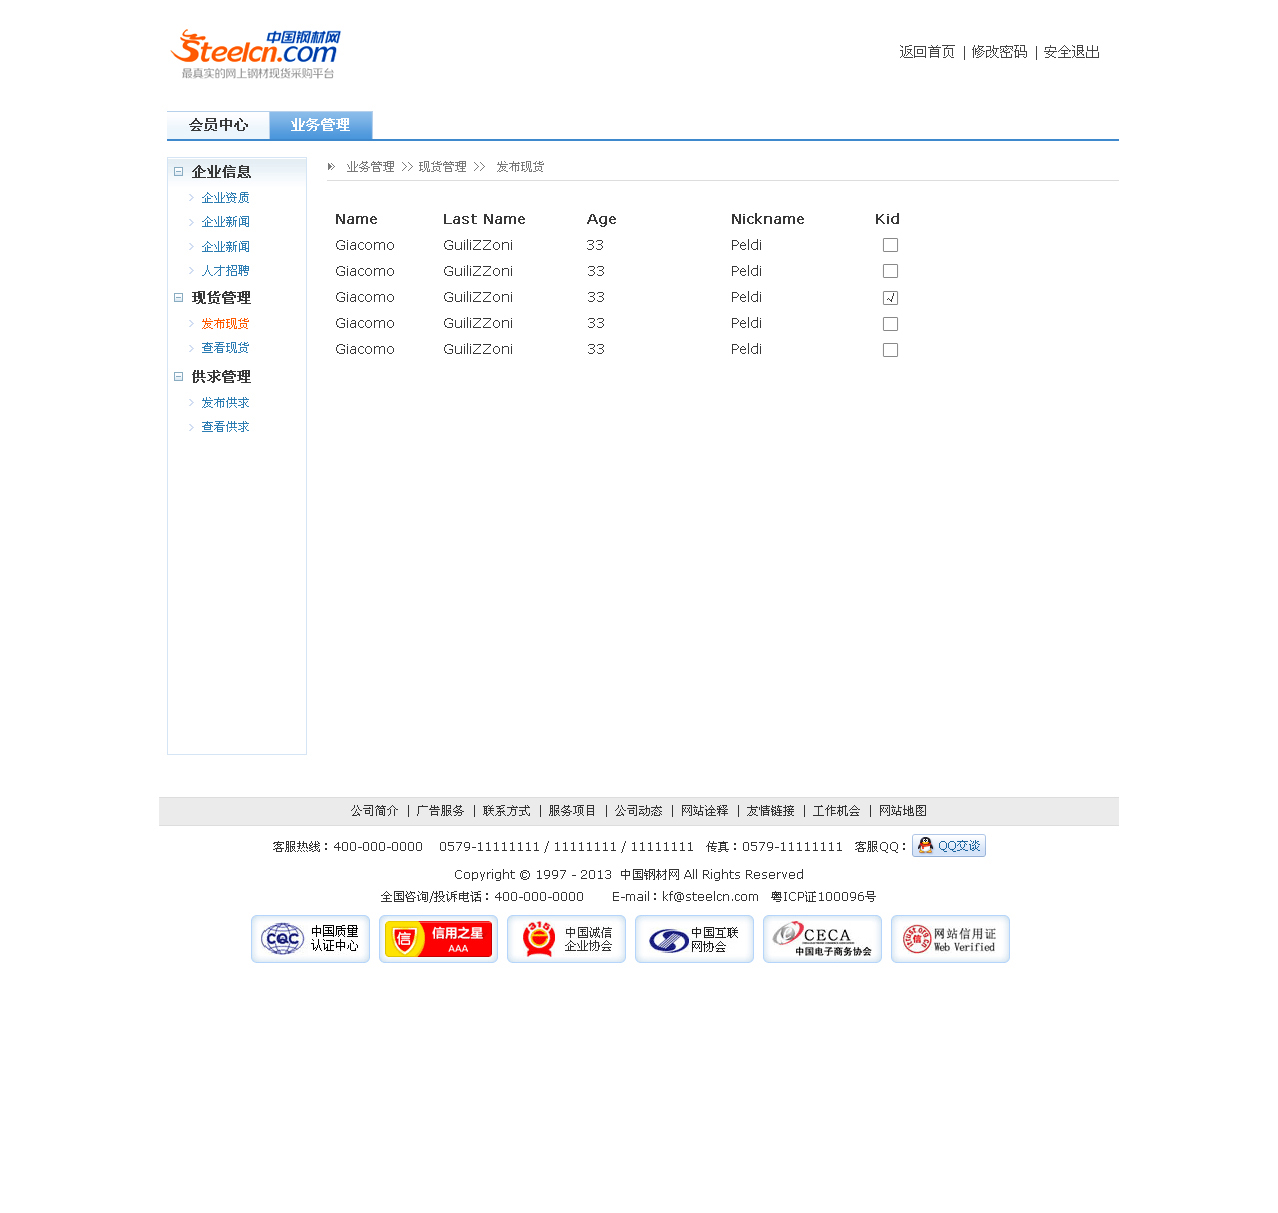 中国钢材网
Steelcn.com
最真实的网上钢材现货采购平台
返回首页 | 修改密码 | 安全退出
会员中心 业务管理
企业信息
企业资质
企业新闻
企业新闻
人才招聘
现货管理
发布现货
查看现货
供求管理
发布供求
查看供求
业务管理 >> 现货管理 >> 发布现货
Name Last Name Age Nickname Kid
Giacomo GuiliZZoni 33 Peldi
Giacomo GuiliZZoni 33 Peldi
Giacomo GuiliZZoni 33 Peldi
Giacomo GuiliZZoni 33 Peldi
Giacomo GuiliZZoni 33 Peldi
公司简介 | 广告服务 | 联系方式 | 服务项目 | 公司动态 | 网站诠释 | 友情链接 | 工作机会 | 网站地图
客服热线：400-000-0000 0579-11111111 / 11111111 / 11111111 传真：0579-11111111 客服QQ： QQ交谈
Copyright © 1997 - 2013 中国钢材网 All Rights Reserved
全国咨询/投诉电话：400-000-0000 E-mail：kf@steelcn.com 粤ICP证100096号
CQC 中国质量
认证中心
信 信用之星
AAA
315 中国诚信
企业协会
中国互联
网协会
CECA
中国电子商务协会
网站信用证
Web Verified